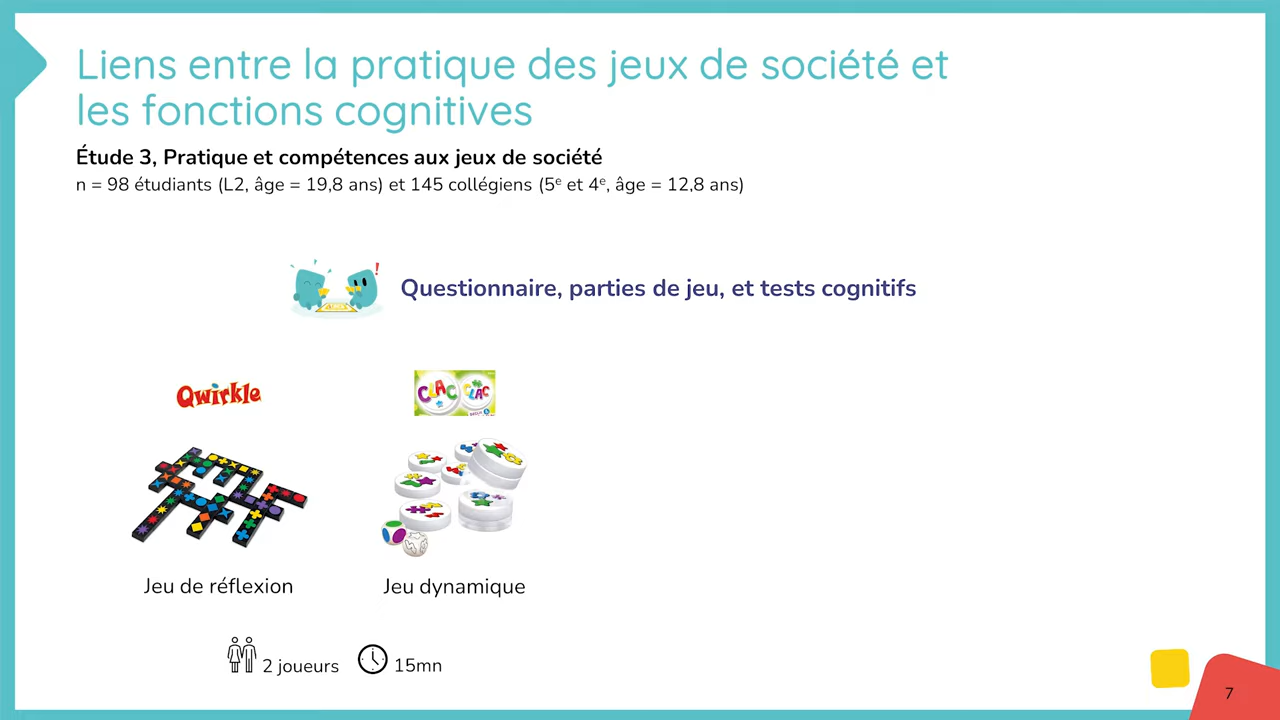 Liens entre la pratique des jeux de société et
les fonctions cognitives
Étude 3, Pratique et compétences aux jeux de société
n = 98 étudiants (L2, âge = 19,8 ans) et 145 collégiens (5e et 4e, âge = 12,8 ans)
!
Questionnaire, parties de jeu, et tests cognitifs
Qwirkle
CLAC
CLAC
Jeu de réflexion
Jeu dynamique
2 joueurs
15mn
7